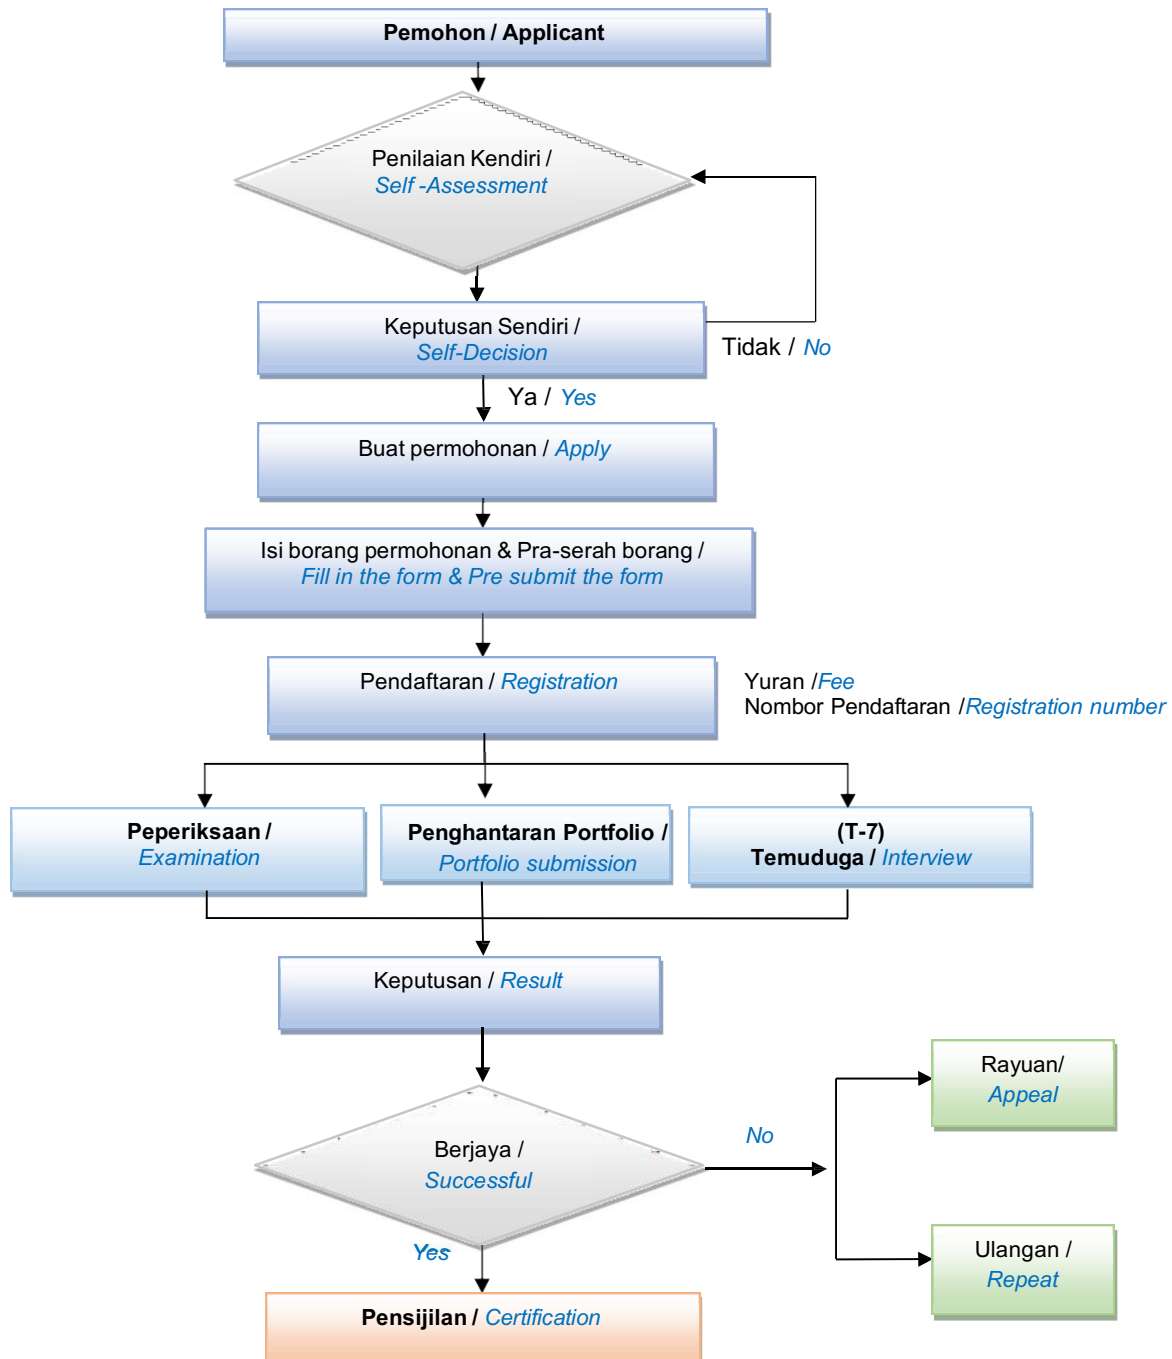 Pemohon / Applicant
Penilaian Kendiri /
Self -Assessment
Keputusan Sendiri /
Self-Decision
Tidak / No
Ya / Yes
Buat permohonan / Apply
Isi borang permohonan & Pra-serah borang /
Fill in the form & Pre submit the form
Pendaftaran / Registration
Yuran /Fee
Nombor Pendaftaran /Registration number
Peperiksaan /
Examination
Penghantaran Portfolio /
Portfolio submission
(T-7)
Temuduga / Interview
Keputusan / Result
Berjaya /
Successful
No
Rayuan/
Appeal
Ulangan /
Repeat
Yes
Pensijilan / Certification